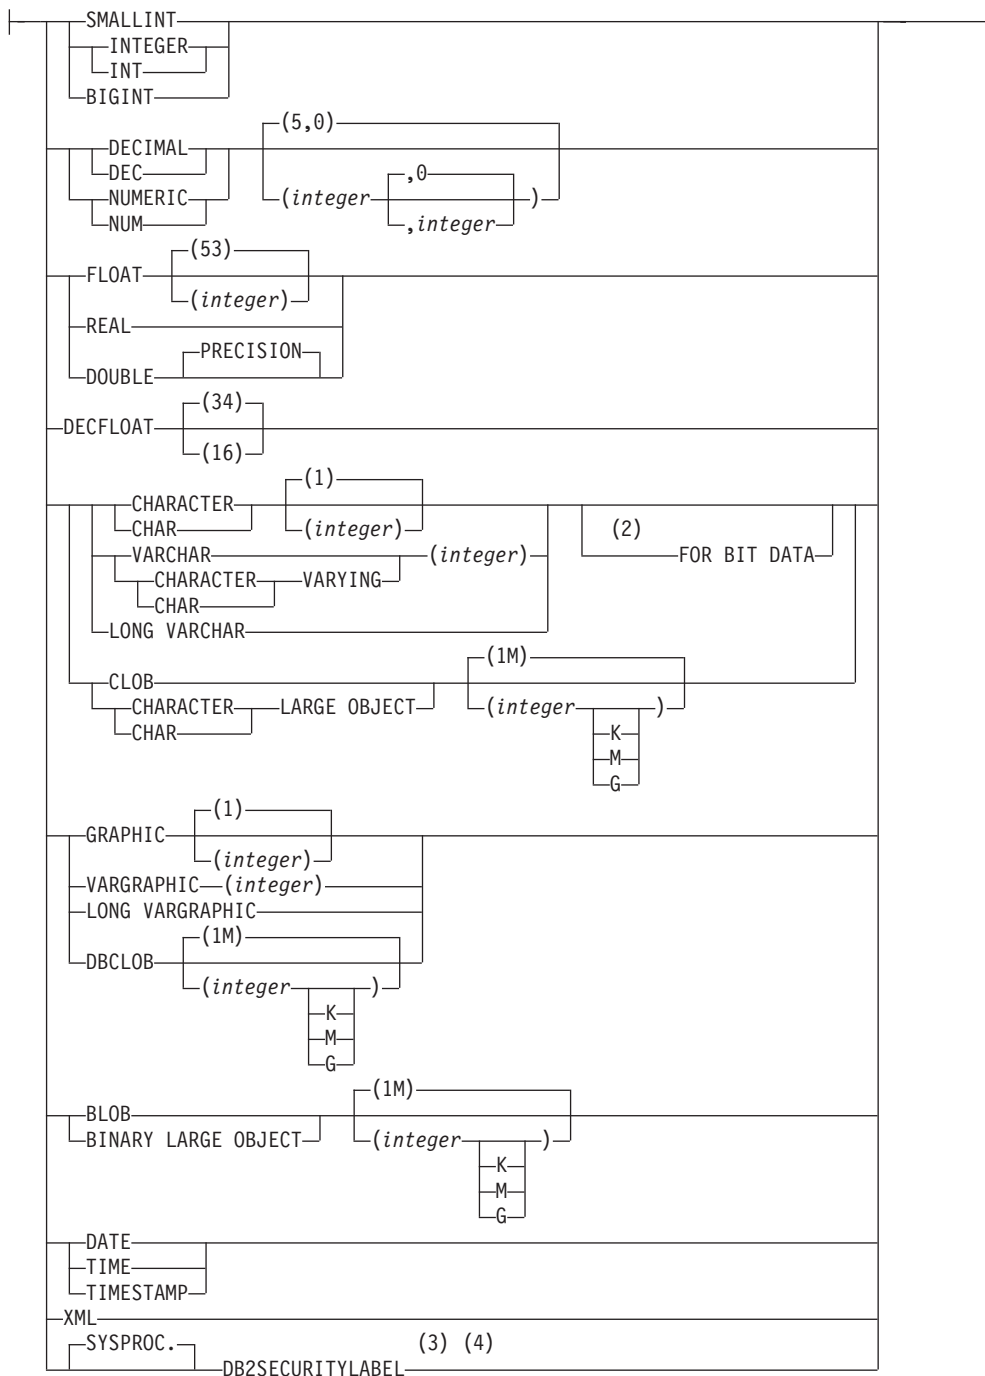 SMALLINT
INTEGER
INT
BIGINT
(5,0)
DECIMAL
DEC ,0
NUMERIC (integer )
NUM ,integer
(53)
FLOAT
(integer)
REAL
PRECISION
DOUBLE
(34)
DECFLOAT
(16)
(1)
CHARACTER
CHAR (integer) (2)
VARCHAR (integer) FOR BIT DATA
CHARACTER VARYING
CHAR
LONG VARCHAR
(1M)
CLOB
CHARACTER LARGE OBJECT (integer )
CHAR K
M
G
(1)
GRAPHIC
(integer)
VARGRAPHIC (integer)
LONG VARGRAPHIC
(1M)
DBCLOB
(integer )
K
M
G
(1M)
BLOB
BINARY LARGE OBJECT (integer )
K
M
G
DATE
TIME
TIMESTAMP
XML
SYSPROC. (3) (4)
DB2SECURITYLABEL